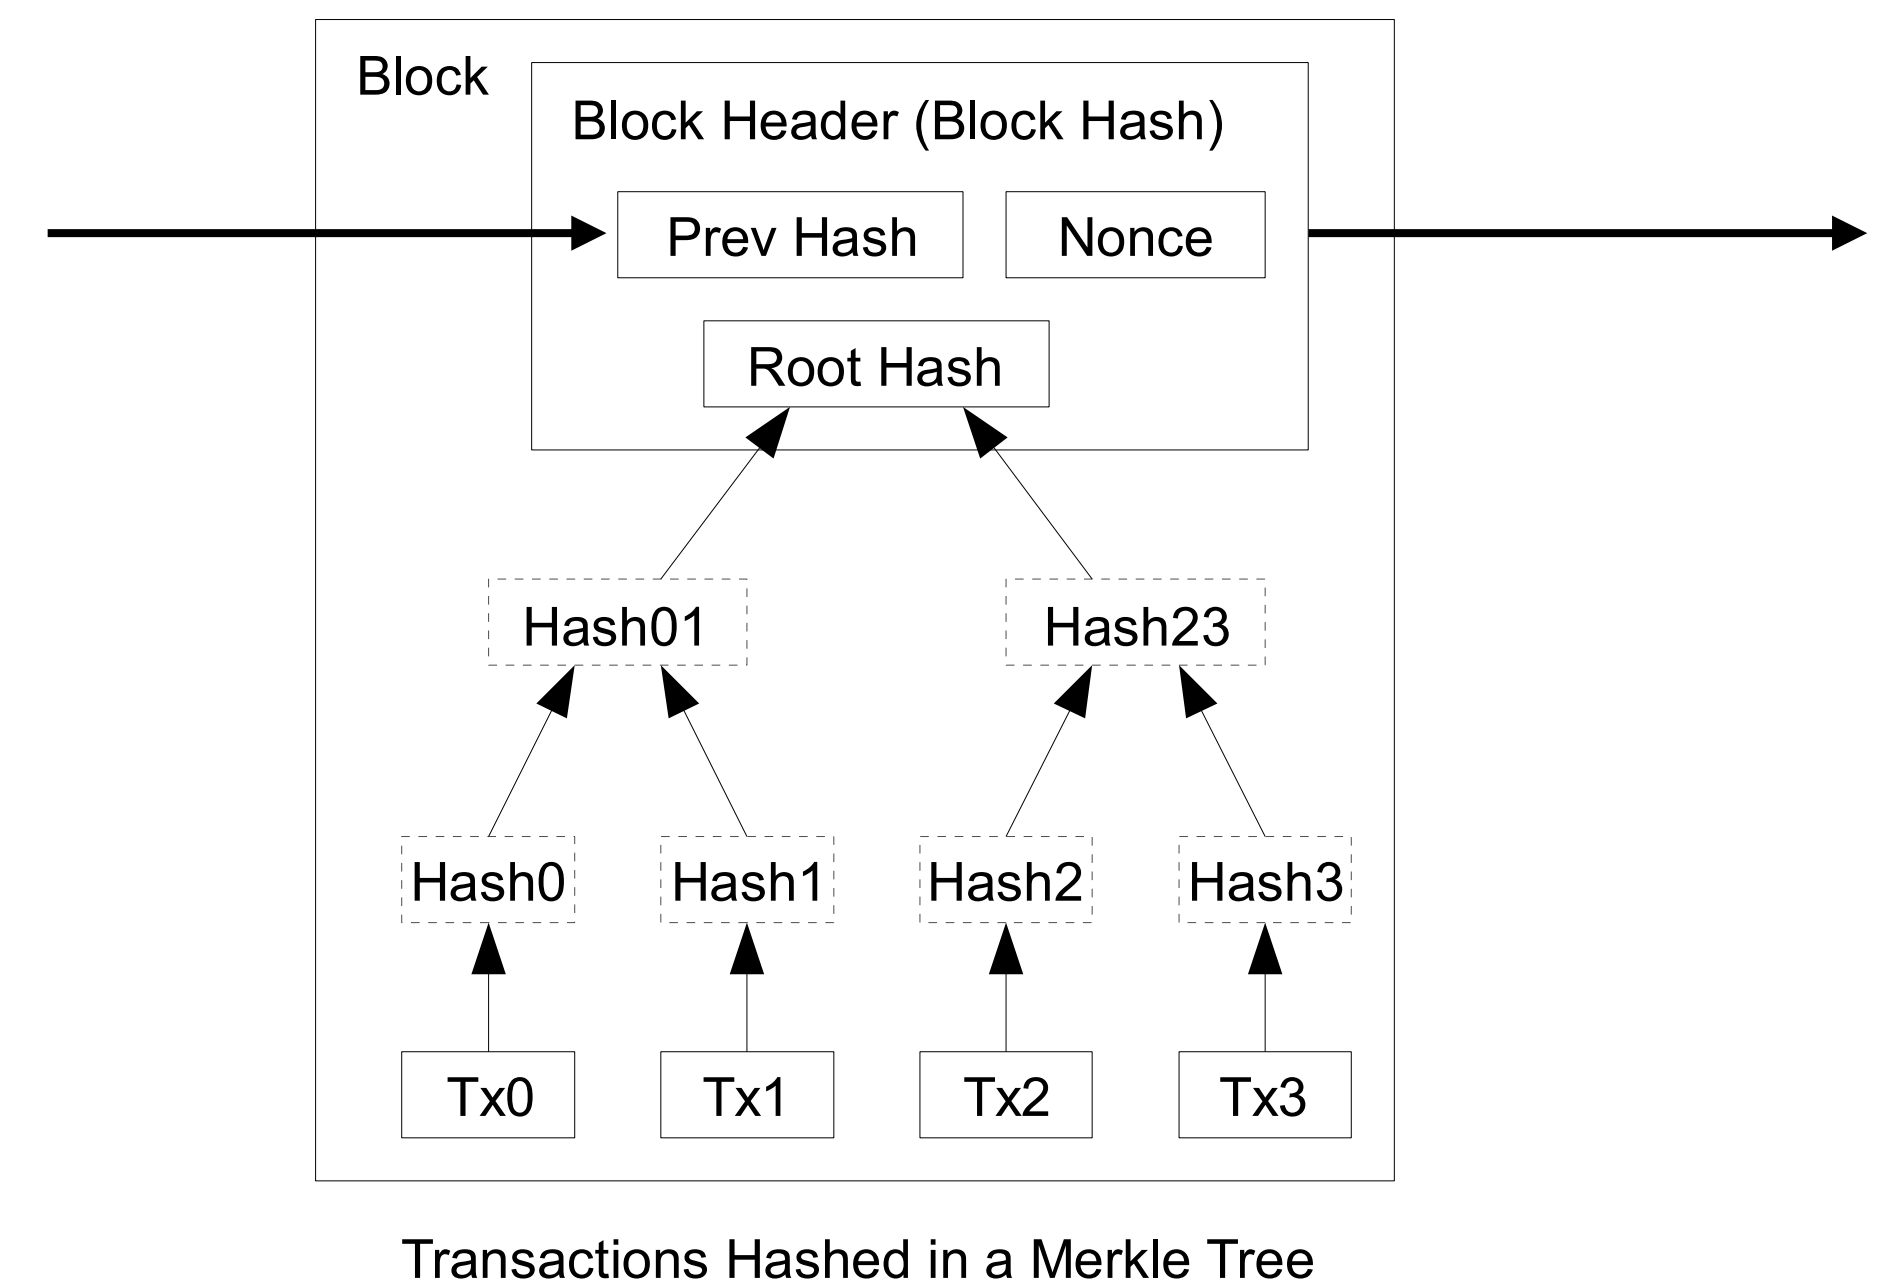 Block
Block Header (Block Hash)
Prev Hash
Nonce
Root Hash
Hash01
Hash23
Hash0
Hash1
Hash2
Hash3
Tx0
Tx1
Tx2
Tx3
Transactions Hashed in a Merkle Tree